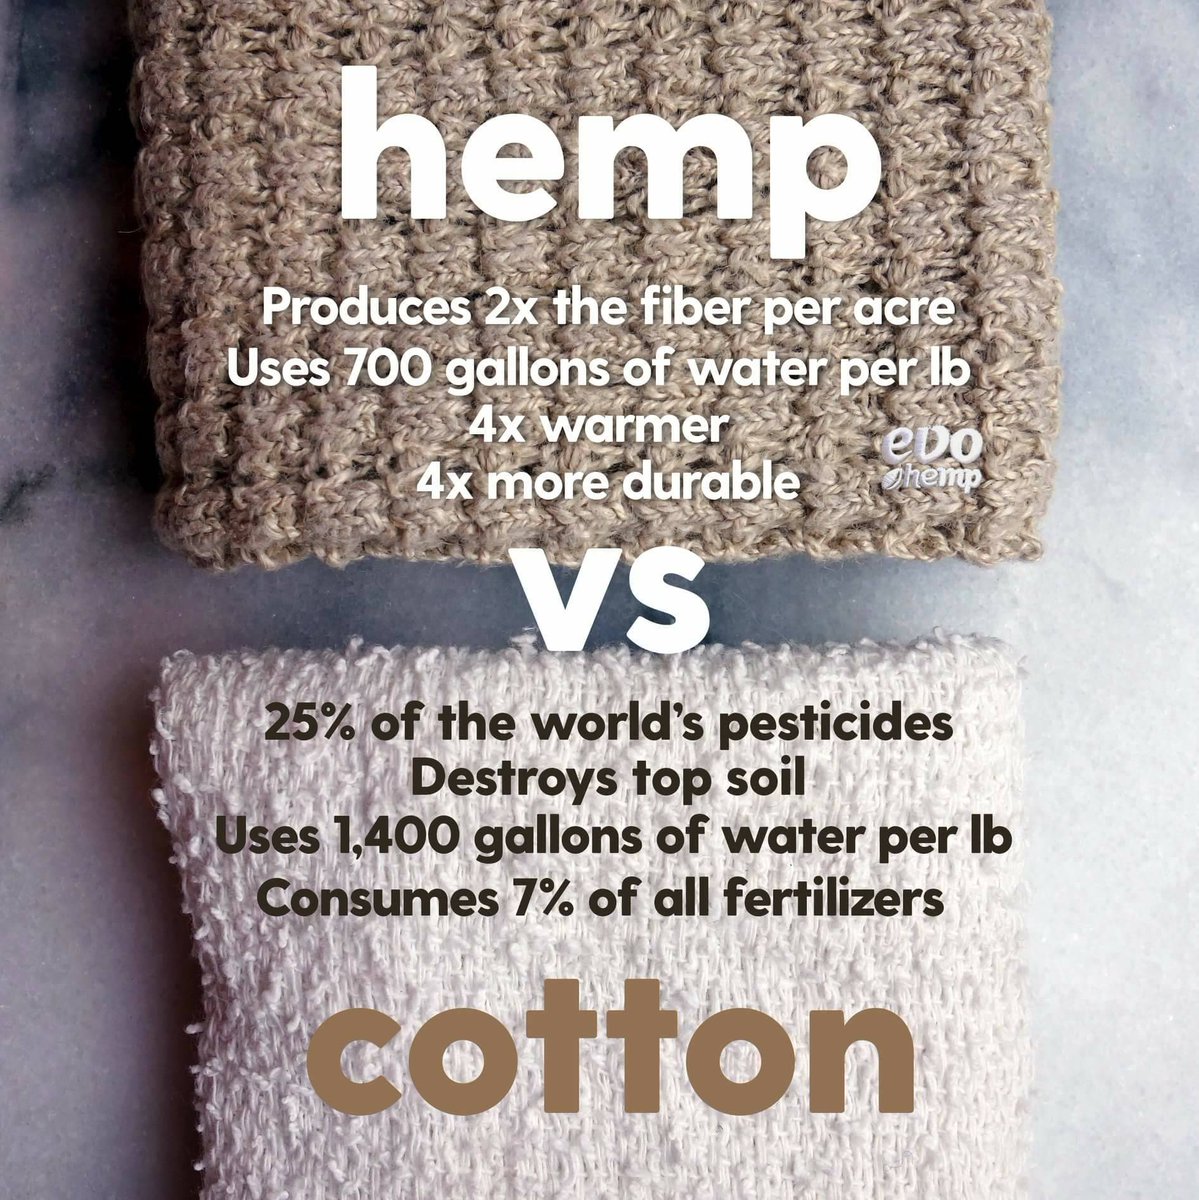 hemp
Produces 2x the fiber per acre
Uses 700 gallons of water per lb
4x warmer
4x more durable
evo
hemp
vs
25% of the world's pesticides
Destroys top soil
Uses 1,400 gallons of water per lb
Consumes 7% of all fertilizers
cotton